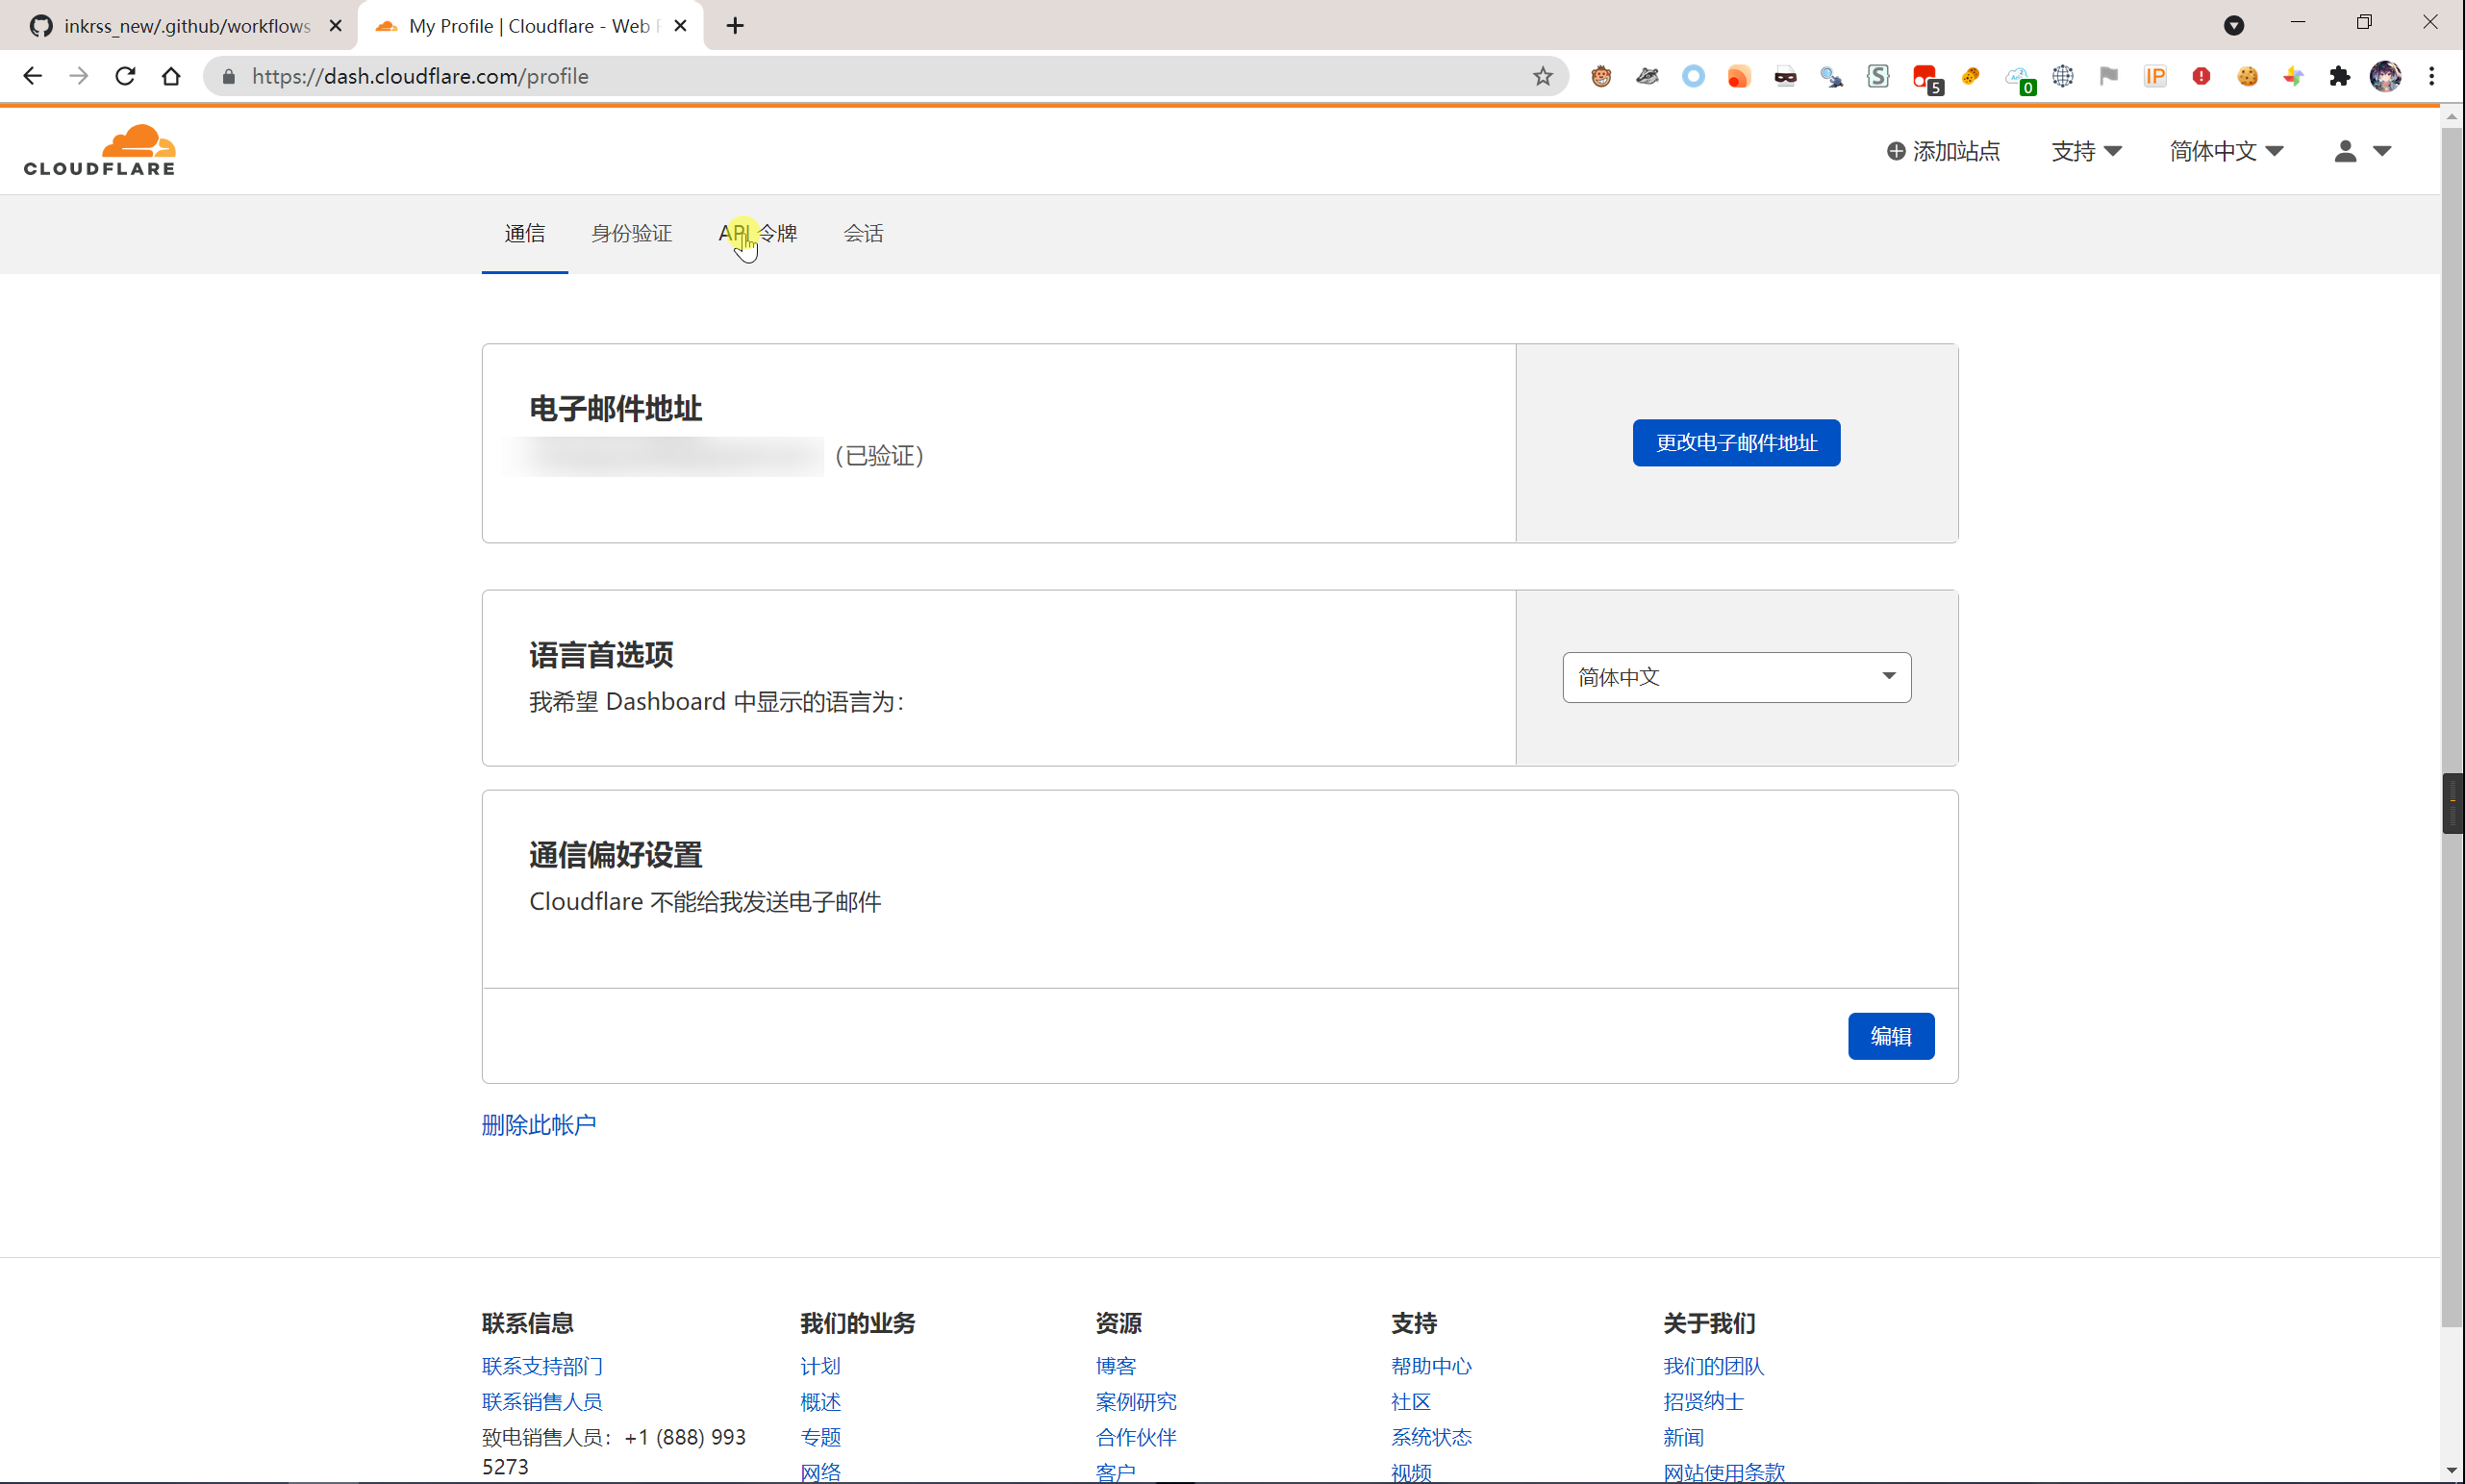 inkrss_new/.github/workflows
My Profile | Cloudflare - Web
https://dash.cloudflare.com/profile
5
0
IP
CLOUDFLARE
添加站点
支持
简体中文
通信
身份验证
API 令牌
会话
电子邮件地址
（已验证）
更改电子邮件地址
语言首选项
我希望 Dashboard 中显示的语言为：
简体中文
通信偏好设置
Cloudflare 不能给我发送电子邮件
编辑
删除此帐户
联系信息
联系支持部门
联系销售人员
致电销售人员：+1 (888) 993
5273
我们的业务
计划
概述
专题
网络
资源
博客
案例研究
合作伙伴
客户
支持
帮助中心
社区
系统状态
视频
关于我们
我们的团队
招贤纳士
新闻
网站使用条款